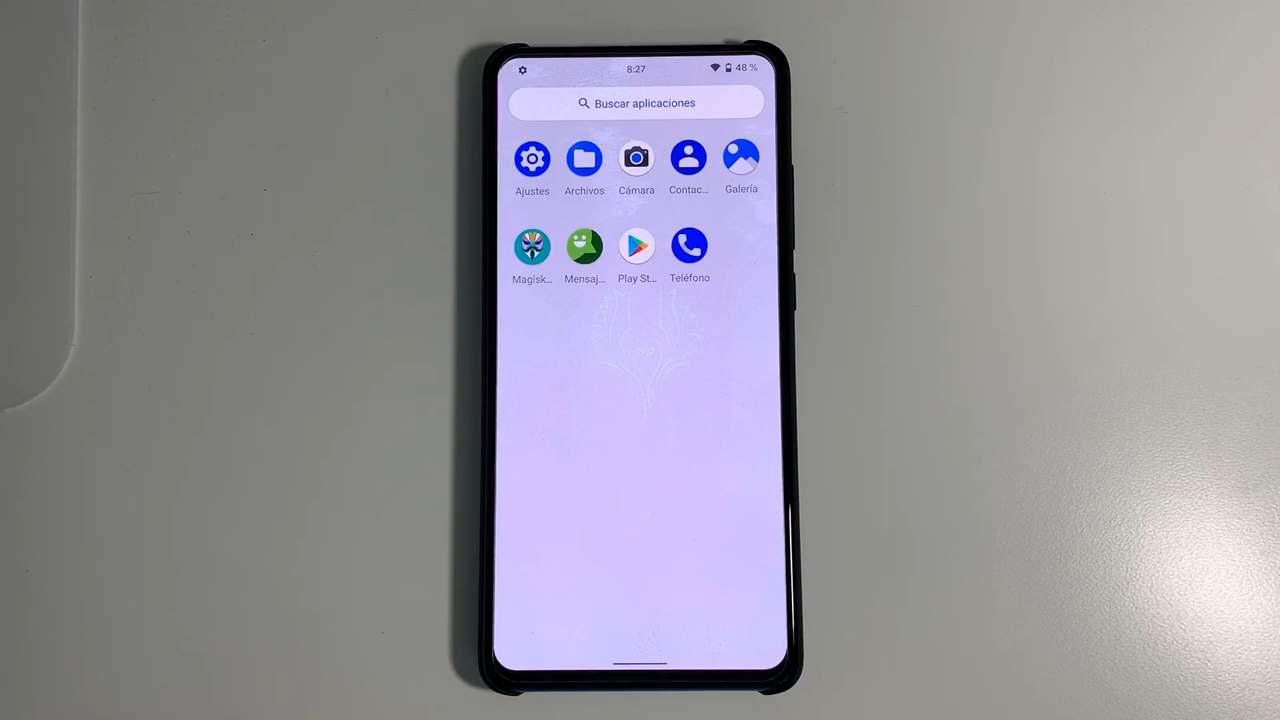 8:27 48 %
Buscar aplicaciones
Ajustes Archivos Cámara Contac... Galería
Magisk... Mensaj... Play St... Teléfono